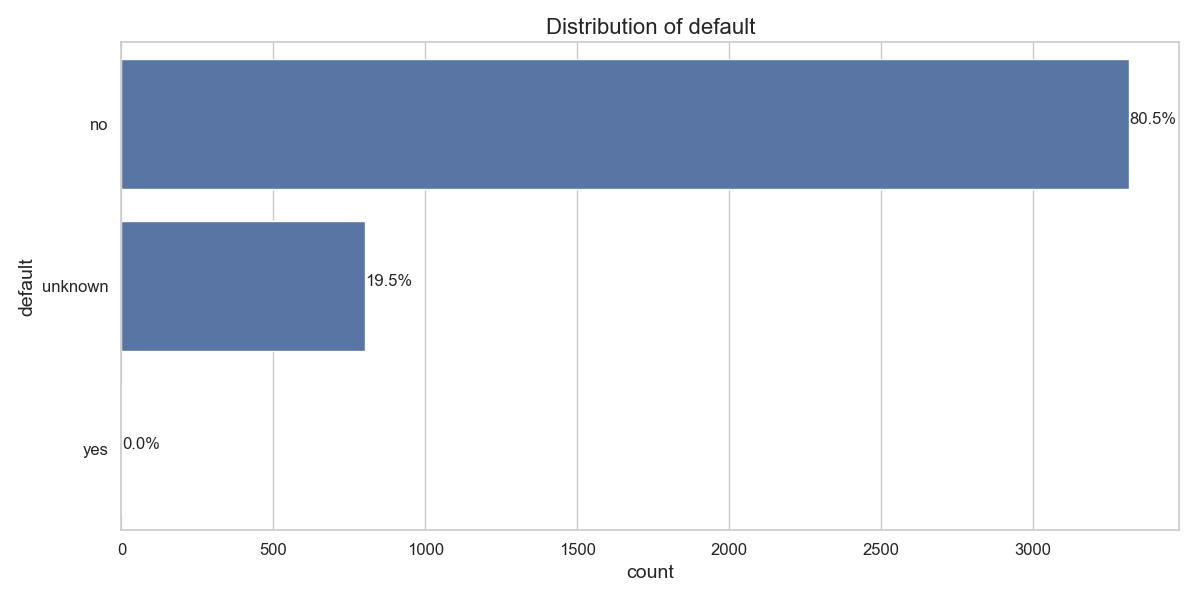 Distribution of default
no
80.5%
unknown
19.5%
yes
0.0%
default
0
500
1000
1500
2000
2500
3000
count